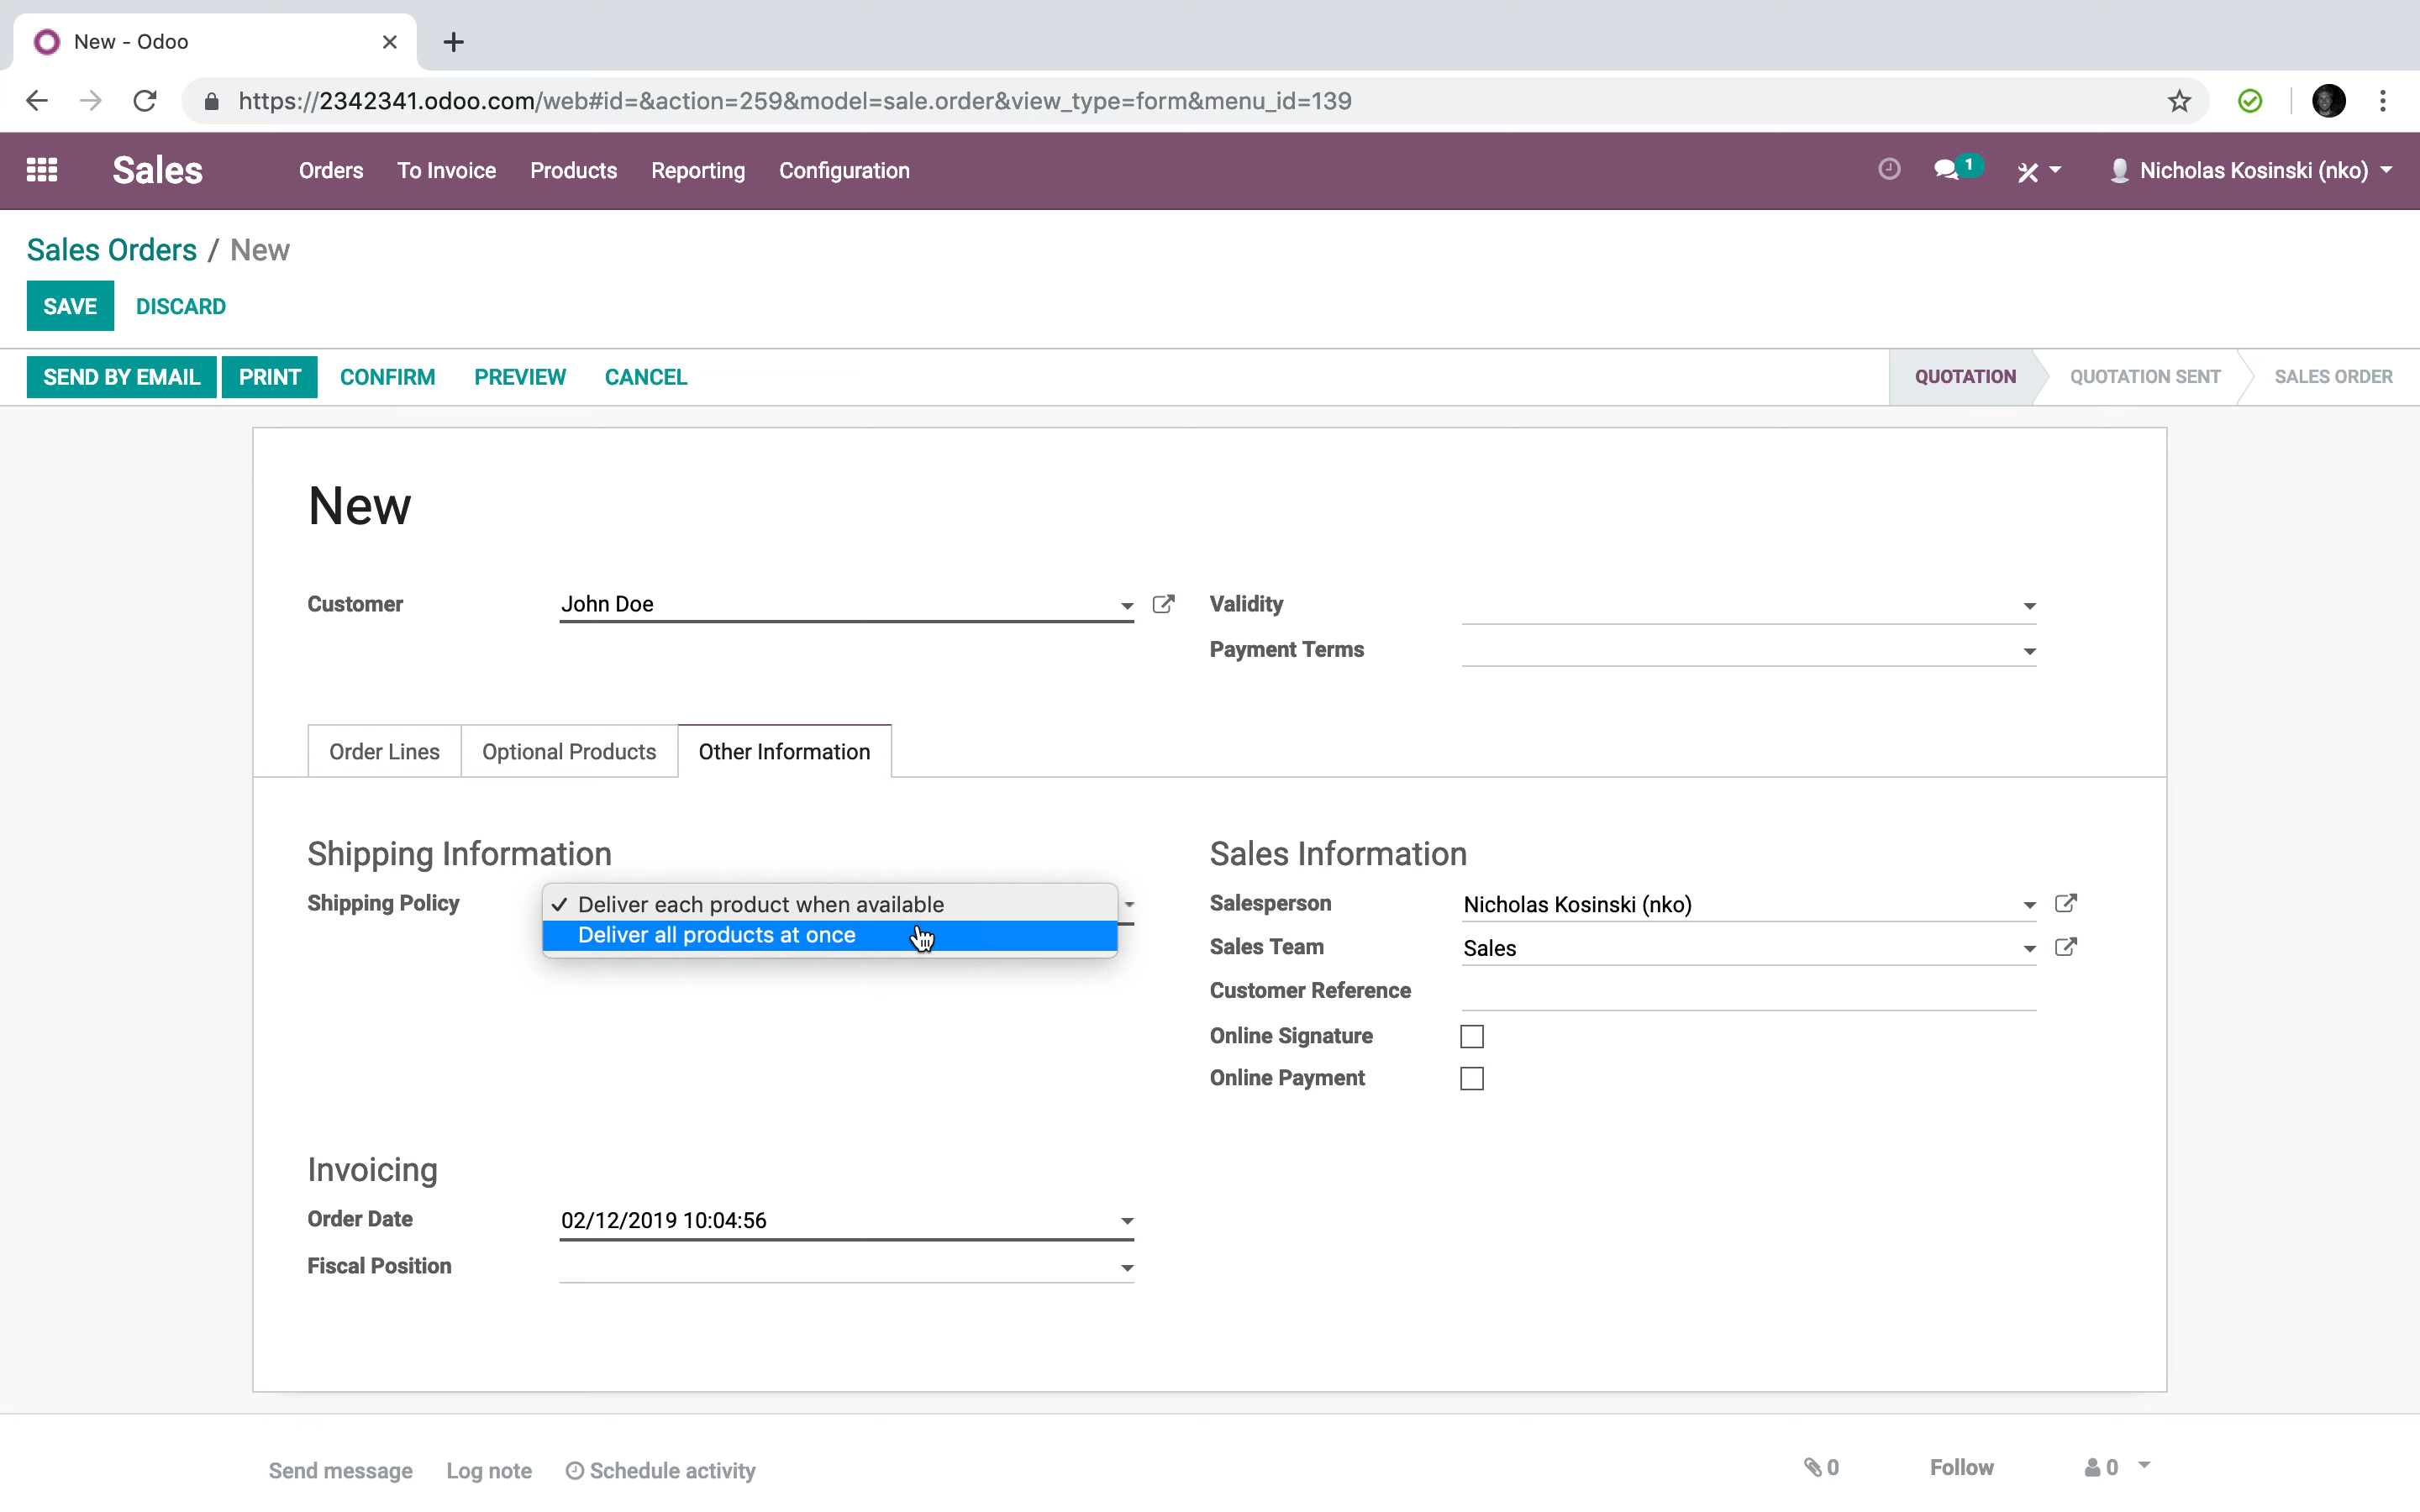 New - Odoo
https://2342341.odoo.com/web#id=&action=259&model=sale.order&view_type=form&menu_id=139
Sales Orders To Invoice Products Reporting Configuration 1 Nicholas Kosinski (nko)
Sales Orders / New
SAVE DISCARD
SEND BY EMAIL PRINT CONFIRM PREVIEW CANCEL QUOTATION QUOTATION SENT SALES ORDER
New
Customer John Doe Validity
Payment Terms
Order Lines Optional Products Other Information
Shipping Information Sales Information
Shipping Policy ✓ Deliver each product when available Salesperson Nicholas Kosinski (nko)
Deliver all products at once Sales Team Sales
Customer Reference
Online Signature
Online Payment
Invoicing
Order Date 02/12/2019 10:04:56
Fiscal Position
Send message Log note Schedule activity 0 Follow 0